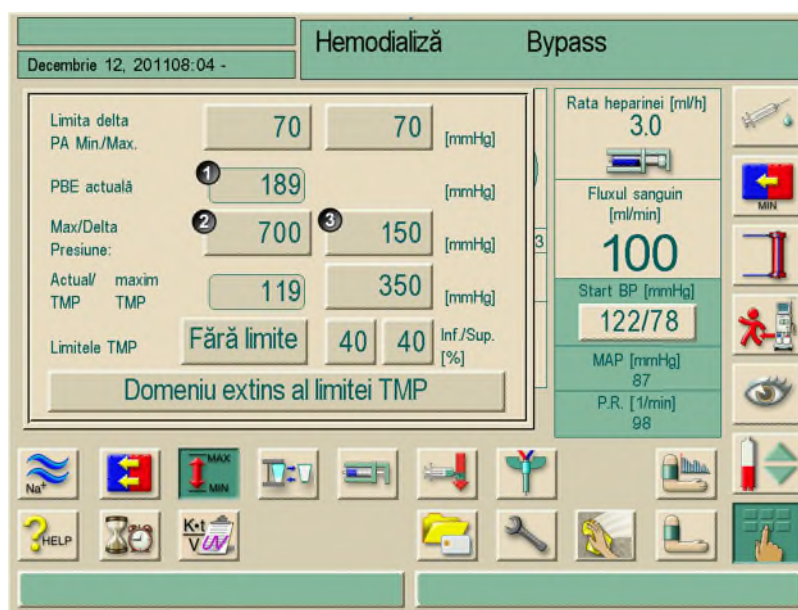 Hemodializă Bypass
Decembrie 12, 201108:04 -
Limita delta
PA Min./Max.
70 70 [mmHg]
1
PBE actuală 189 [mmHg]
2 3
Max/Delta
Presiune:
700 150 [mmHg]
Actual/ maxim
TMP TMP
119 350 [mmHg]
Limitele TMP Fără limite 40 40 Inf./Sup.
[%]
Domeniu extins al limitei TMP
3
Rata heparinei [ml/h]
3.0
Fluxul sanguin
[ml/min]
100
Start BP [mmHg]
122/78
MAP [mmHg]
87
P.R. [1/min]
98
MIN
Na+
MAX
MIN
HELP
K•t
V